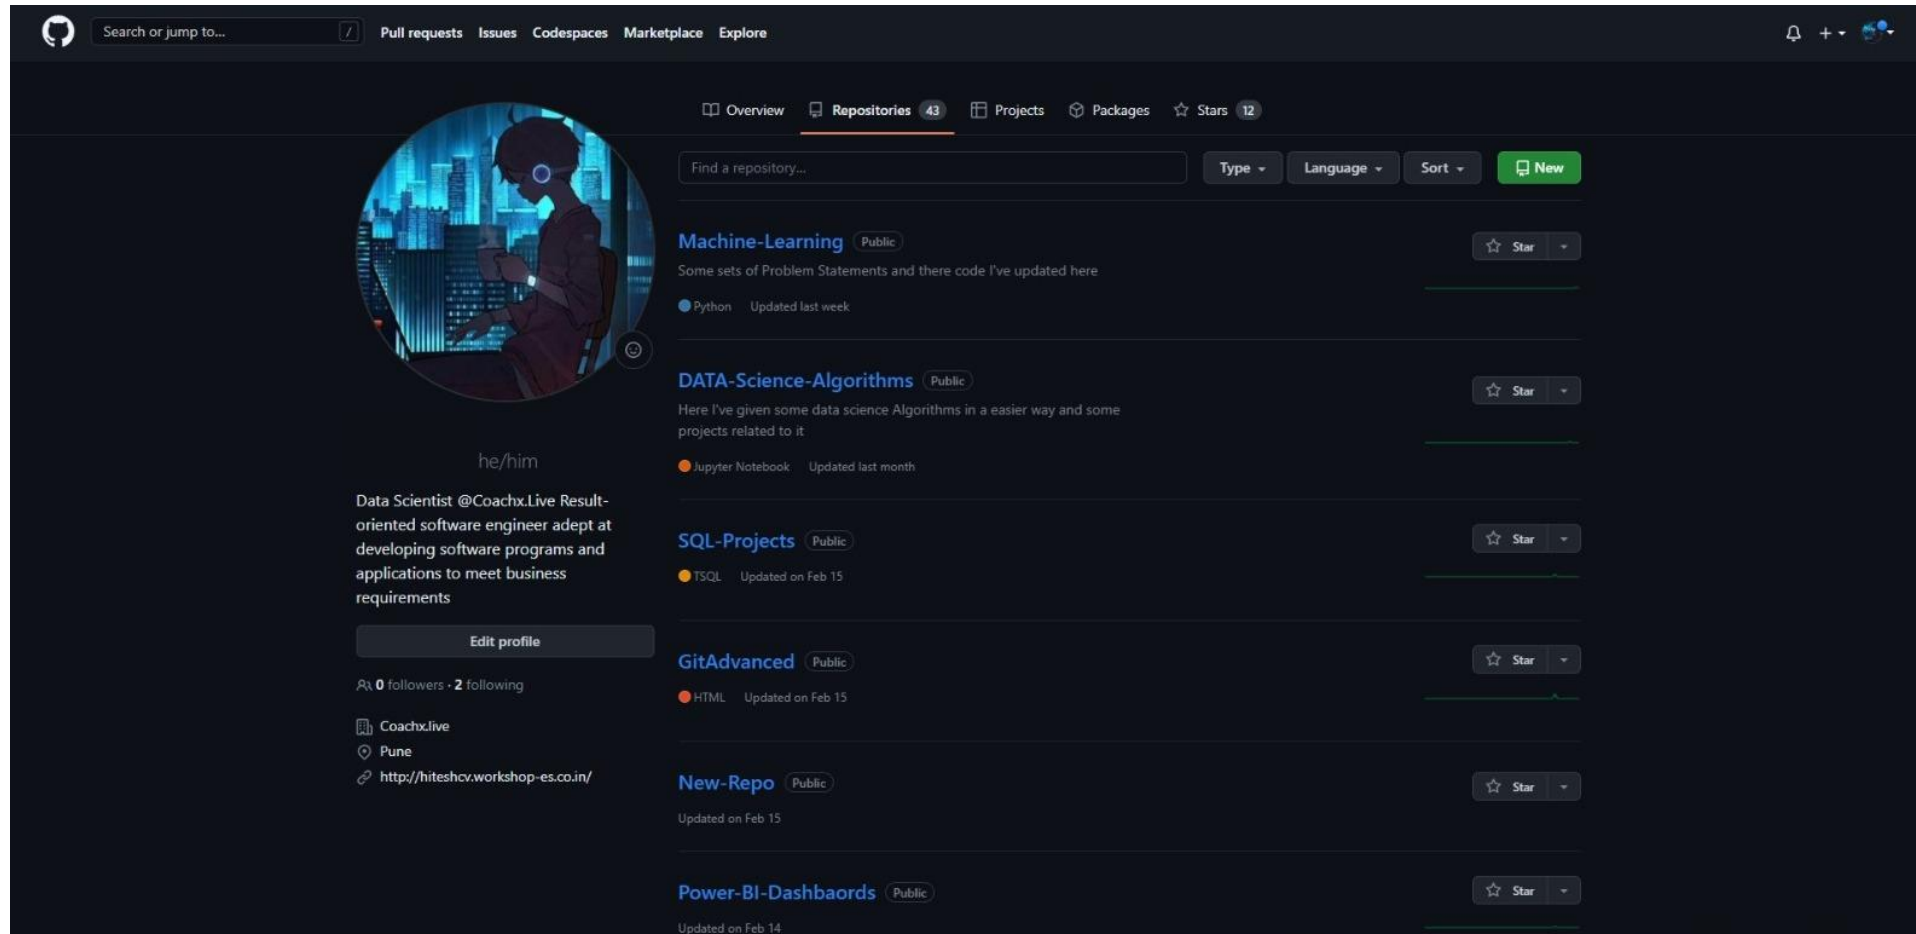 Search or jump to... /
Pull requests Issues Codespaces Marketplace Explore
Overview Repositories 43 Projects Packages Stars 12
he/him
Data Scientist @Coachx.Live Result-
oriented software engineer adept at
developing software programs and
applications to meet business
requirements
Edit profile
0 followers · 2 following
Coachx.live
Pune
http://hiteshcv.workshop-es.co.in/
Find a repository... Type Language Sort New
Machine-Learning Public Star
Some sets of Problem Statements and there code I've updated here
Python Updated last week
DATA-Science-Algorithms Public Star
Here I've given some data science Algorithms in a easier way and some
projects related to it
Jupyter Notebook Updated last month
SQL-Projects Public Star
TSQL Updated on Feb 15
GitAdvanced Public Star
HTML Updated on Feb 15
New-Repo Public Star
Updated on Feb 15
Power-BI-Dashbaords Public Star
Updated on Feb 14